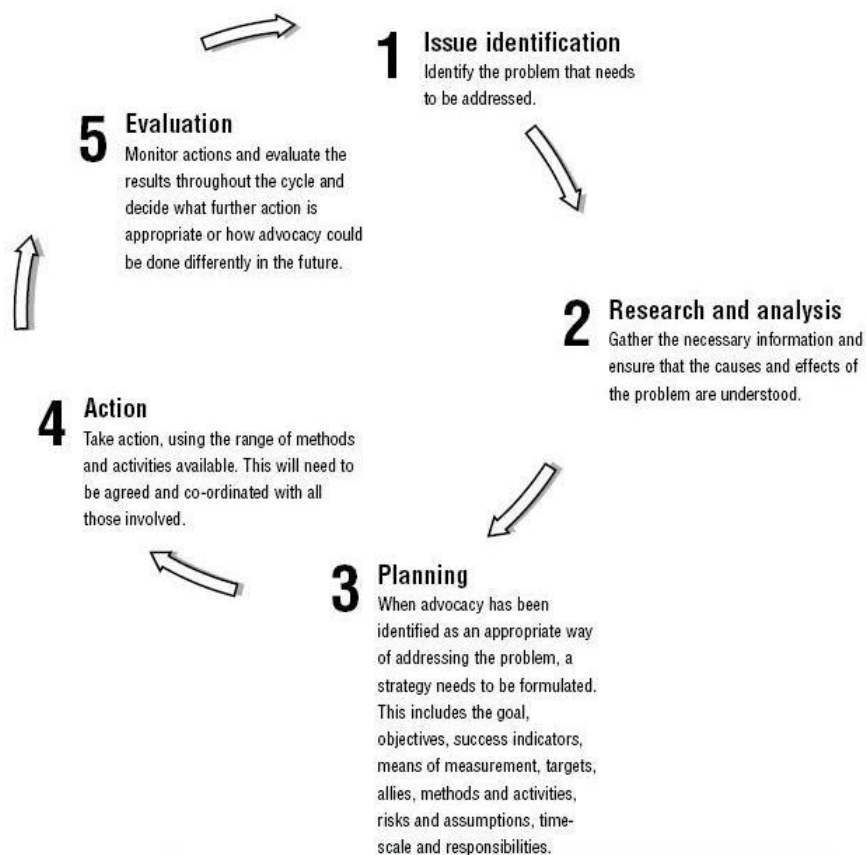 1 Issue identification
Identify the problem that needs
to be addressed.
2 Research and analysis
Gather the necessary information and
ensure that the causes and effects of
the problem are understood.
3 Planning
When advocacy has been
identified as an appropriate way
of addressing the problem, a
strategy needs to be formulated.
This includes the goal,
objectives, success indicators,
means of measurement, targets,
allies, methods and activities,
risks and assumptions, time-
scale and responsibilities.
4 Action
Take action, using the range of methods
and activities available. This will need to
be agreed and co-ordinated with all
those involved.
5 Evaluation
Monitor actions and evaluate the
results throughout the cycle and
decide what further action is
appropriate or how advocacy could
be done differently in the future.